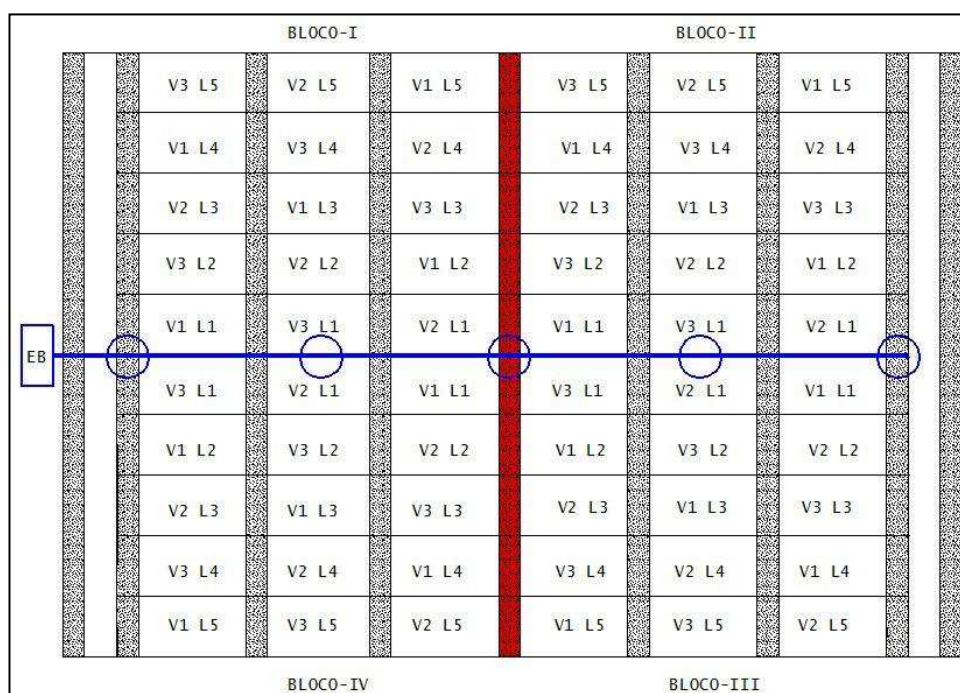 BLOCO-I BLOCO-II
V3 L5 V2 L5 V1 L5 V3 L5 V2 L5 V1 L5
V1 L4 V3 L4 V2 L4 V1 L4 V3 L4 V2 L4
V2 L3 V1 L3 V3 L3 V2 L3 V1 L3 V3 L3
V3 L2 V2 L2 V1 L2 V3 L2 V2 L2 V1 L2
V1 L1 V3 L1 V2 L1 V1 L1 V3 L1 V2 L1
EB
V3 L1 V2 L1 V1 L1 V3 L1 V2 L1 V1 L1
V1 L2 V3 L2 V2 L2 V1 L2 V3 L2 V2 L2
V2 L3 V1 L3 V3 L3 V2 L3 V1 L3 V3 L3
V3 L4 V2 L4 V1 L4 V3 L4 V2 L4 V1 L4
V1 L5 V3 L5 V2 L5 V1 L5 V3 L5 V2 L5
BLOCO-IV BLOCO-III